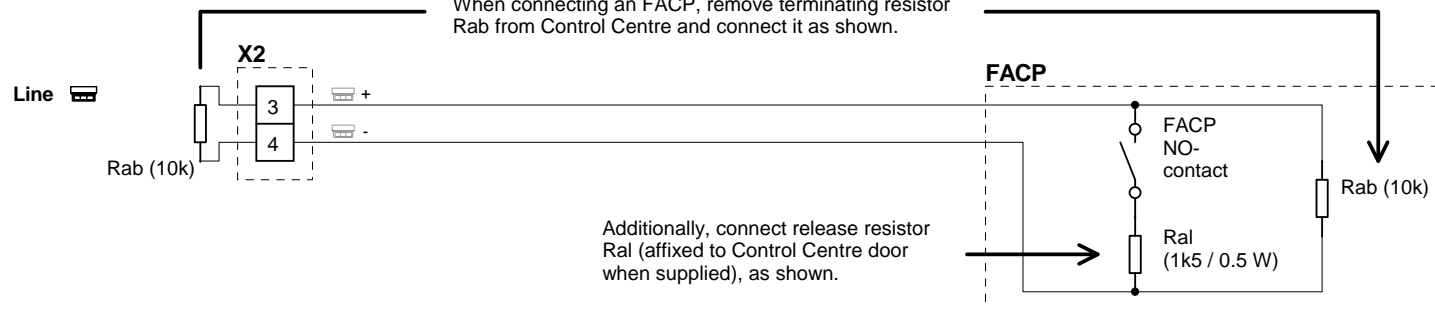 When connecting an FACP, remove terminating resistor
Rab from Control Centre and connect it as shown.
X2
FACP
Line
3
+
4
-
Rab (10k)
FACP
NO-
contact
Rab (10k)
Additionally, connect release resistor
Ral (affixed to Control Centre door
when supplied), as shown.
Ral
(1k5 / 0.5 W)